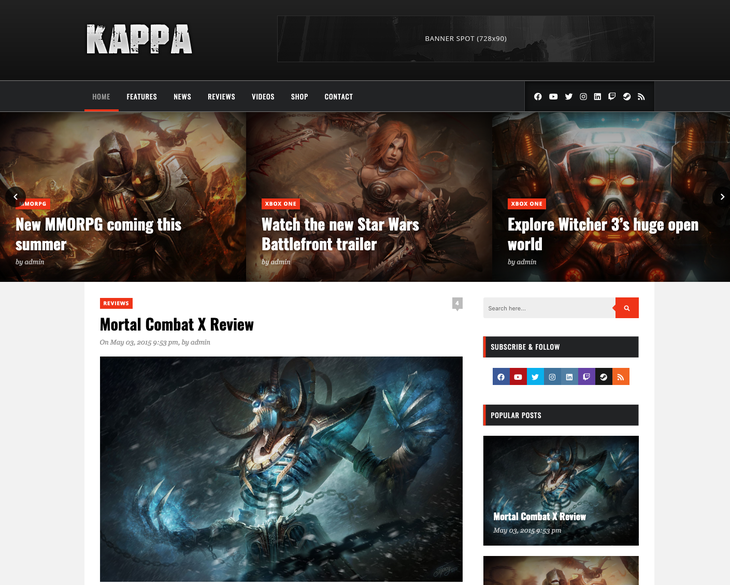 KAPPA
BANNER SPOT (728x90)
HOME FEATURES NEWS REVIEWS VIDEOS SHOP CONTACT
XBOX ONE
XBOX ONE
New MMORPG coming this
summer
by admin
Watch the new Star Wars
Battlefront trailer
by admin
Explore Witcher 3's huge open
world
by admin
REVIEWS
4
Mortal Combat X Review
On May 03, 2015 9:53 pm, by admin
Search here...
SUBSCRIBE & FOLLOW
POPULAR POSTS
Mortal Combat X Review
May 03, 2015 9:53 pm